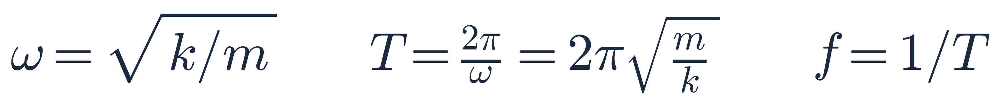 ω = √(k/m)   T = 2π/ω = 2π√(m/k)   f = 1/T